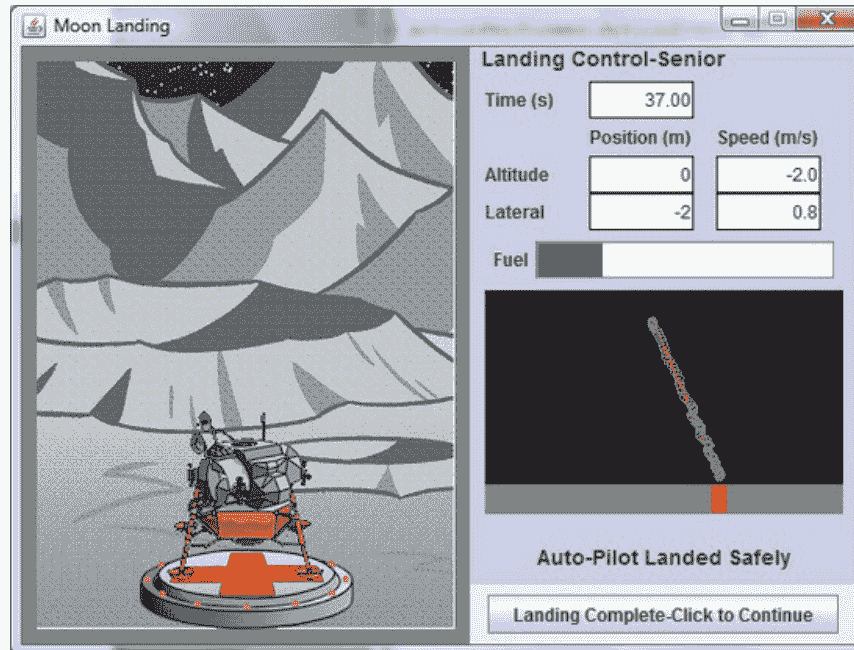 Moon Landing
Landing Control-Senior
Time (s) 37.00
Position (m) Speed (m/s)
Altitude 0 -2.0
Lateral -2 0.8
Fuel
Auto-Pilot Landed Safely
Landing Complete-Click to Continue